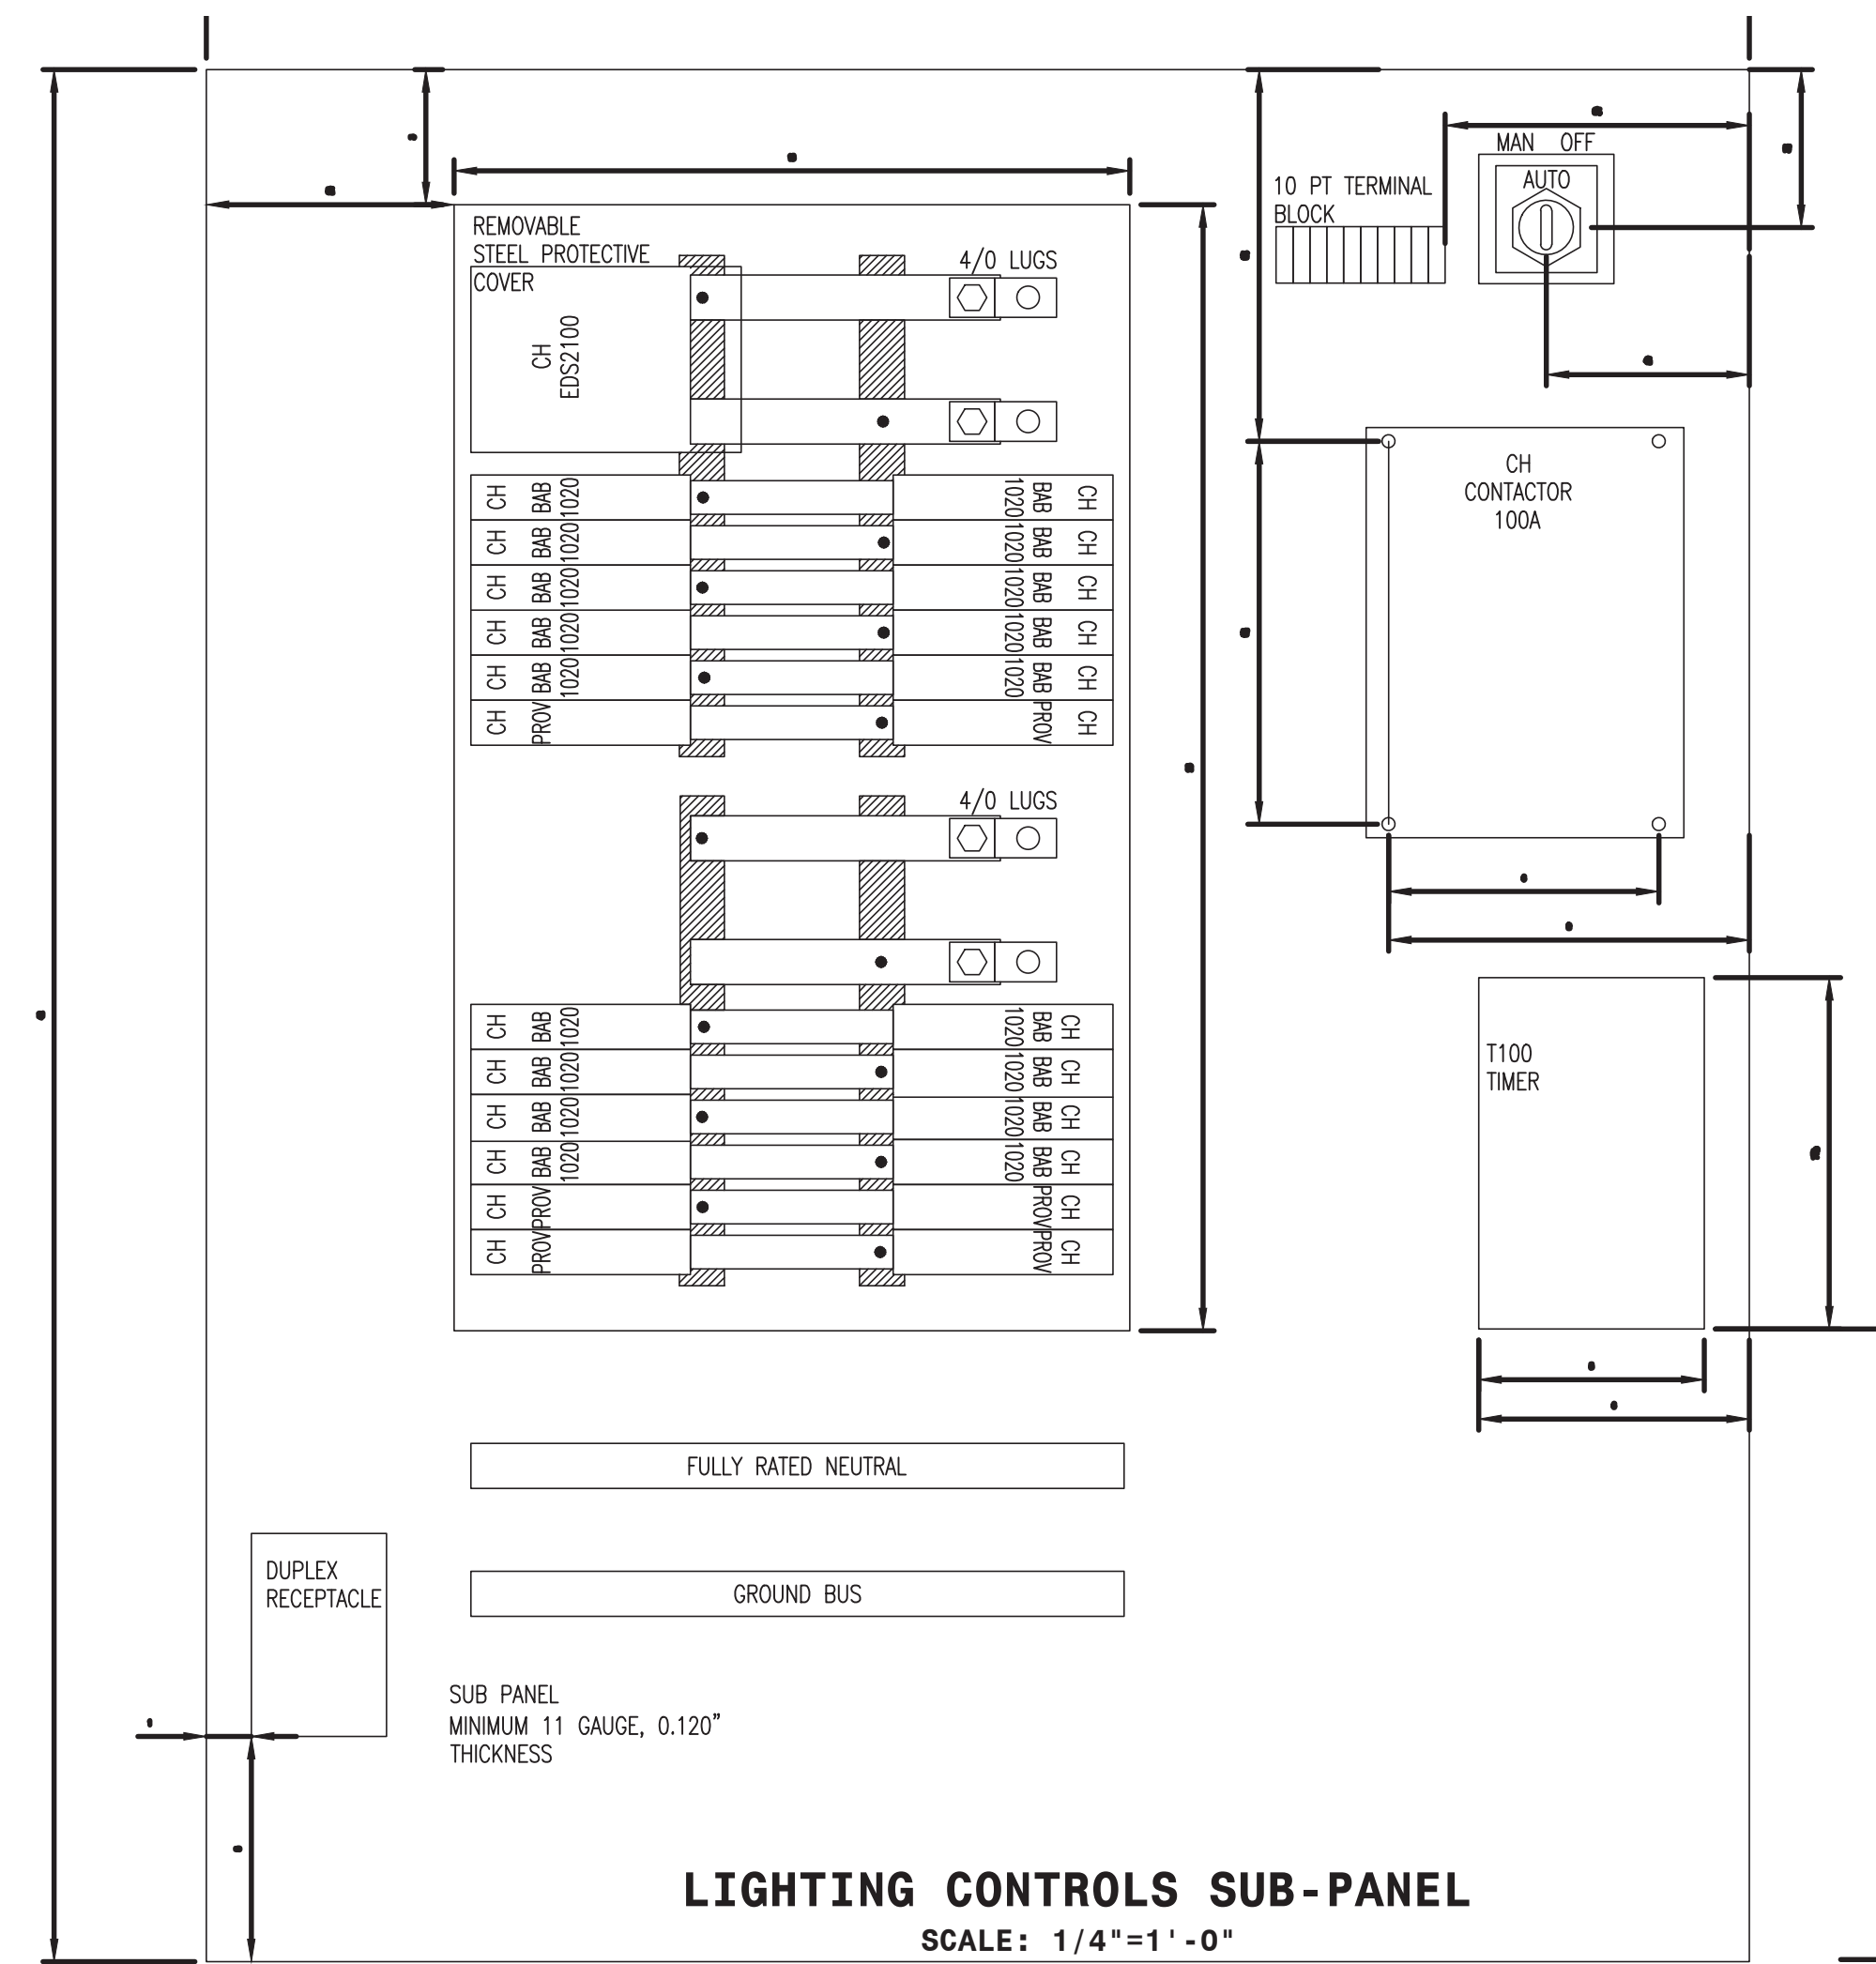 MAN OFF
AUTO
10 PT TERMINAL
BLOCK
REMOVABLE
STEEL PROTECTIVE
COVER
4/0 LUGS
CH
EDS2100
CH
CONTACTOR
100A
CH BAB 1020 1020 BAB CH
CH BAB 1020 1020 BAB CH
CH BAB 1020 1020 BAB CH
CH BAB 1020 1020 BAB CH
CH BAB 1020 1020 BAB CH
CH PROV PROV CH
4/0 LUGS
CH BAB 1020 1020 BAB CH
CH BAB 1020 1020 BAB CH
CH BAB 1020 1020 BAB CH
CH BAB 1020 1020 BAB CH
CH PROV PROV CH
CH PROV PROV CH
T100
TIMER
FULLY RATED NEUTRAL
DUPLEX
RECEPTACLE
GROUND BUS
SUB PANEL
MINIMUM 11 GAUGE, 0.120”
THICKNESS
LIGHTING CONTROLS SUB-PANEL
SCALE: 1/4"=1'-0"